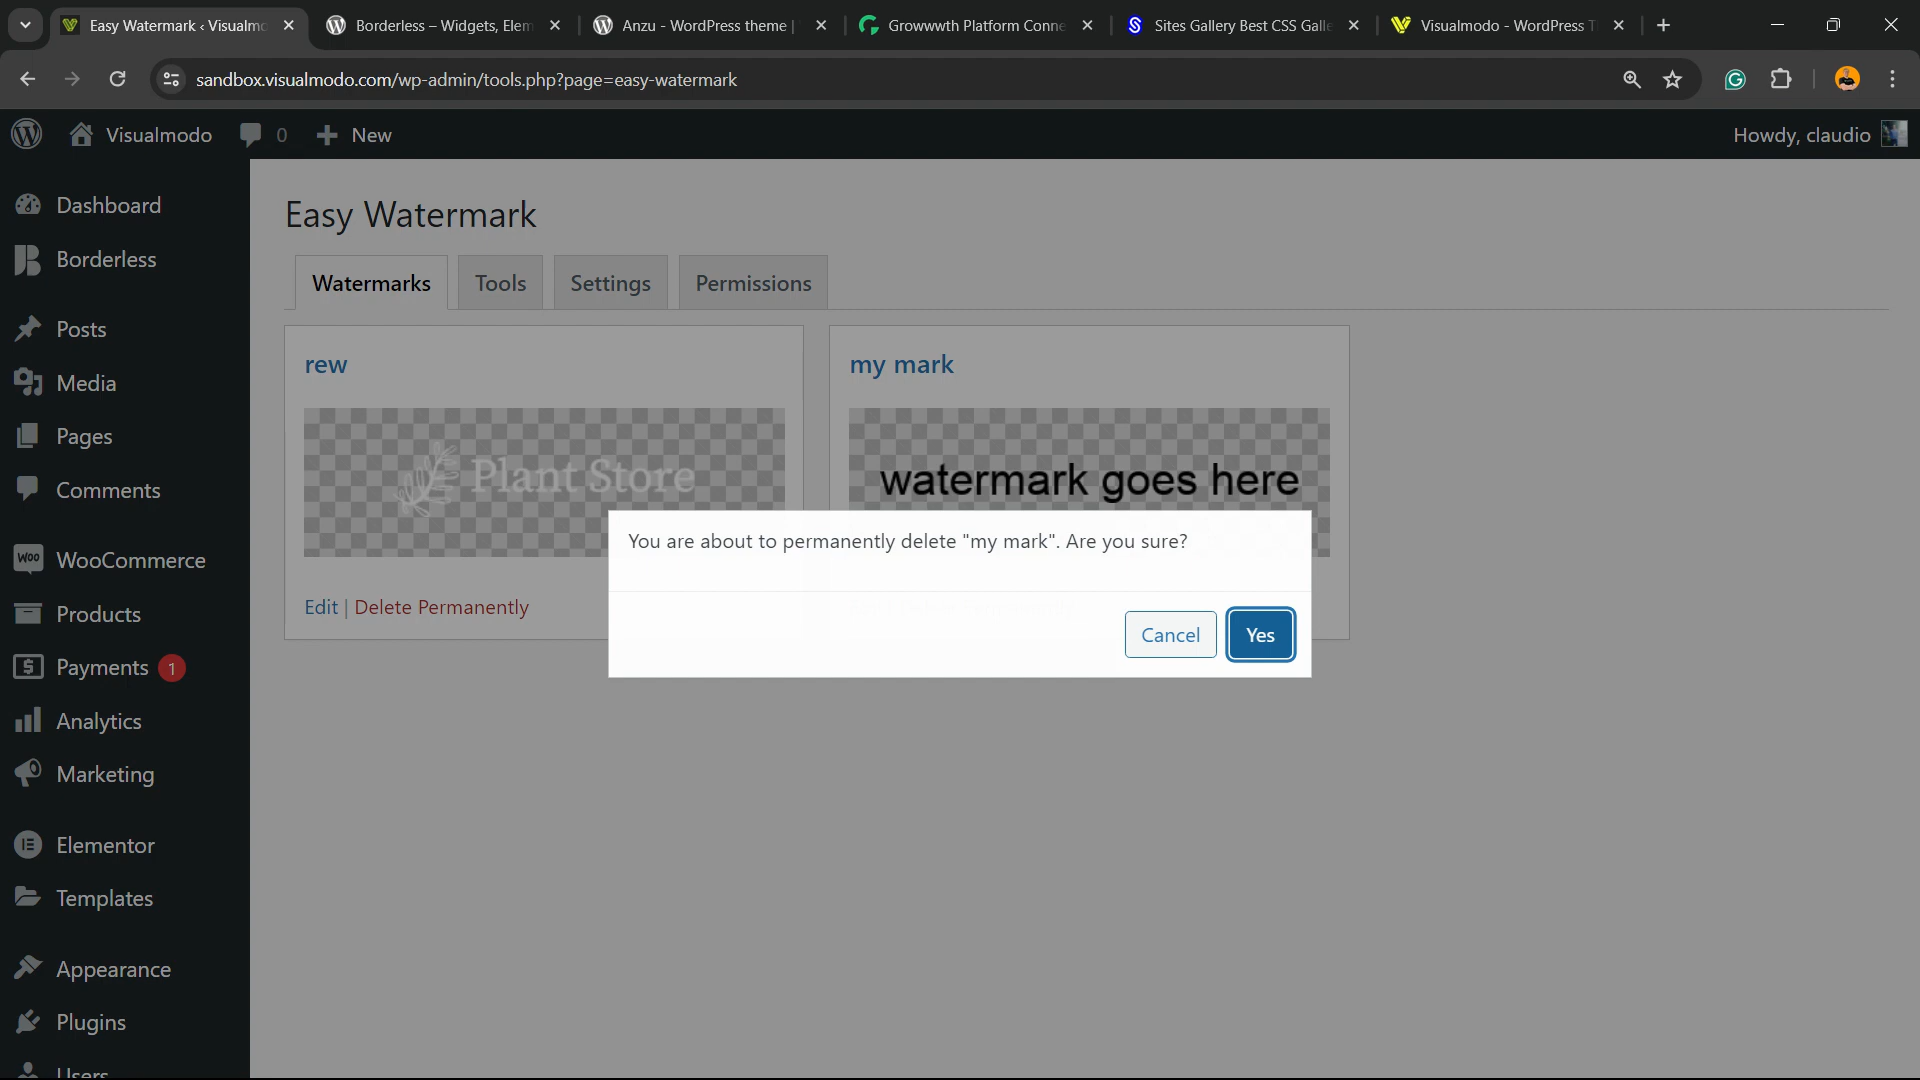 Easy Watermark ‹ Visualmo
Borderless – Widgets, Elem
Anzu - WordPress theme |
Growwwth Platform Conne
Sites Gallery Best CSS Galle
Visualmodo - WordPress T
sandbox.visualmodo.com/wp-admin/tools.php?page=easy-watermark
Visualmodo
0
New
Howdy, claudio
Dashboard
Borderless
Posts
Media
Pages
Comments
WooCommerce
Products
Payments 1
Analytics
Marketing
Elementor
Templates
Appearance
Plugins
Users
Easy Watermark
Watermarks
Tools
Settings
Permissions
rew
Plant Store
Edit | Delete Permanently
my mark
watermark goes here
You are about to permanently delete "my mark". Are you sure?
Cancel
Yes